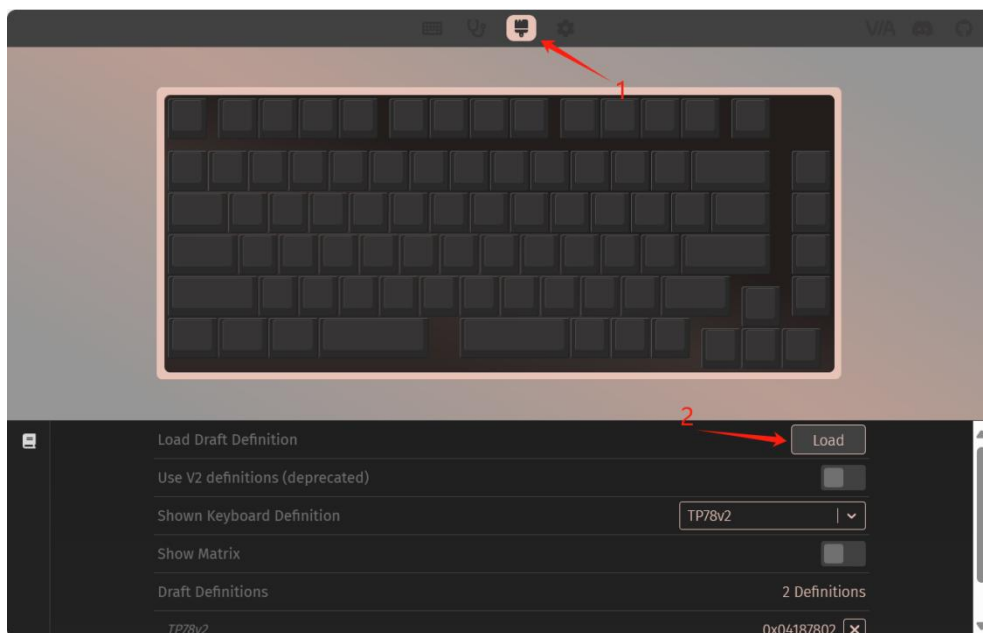 VIA
1
2
Load Draft Definition
Load
Use V2 definitions (deprecated)
Shown Keyboard Definition
TP78v2
Show Matrix
Draft Definitions
2 Definitions
TP78v2
0x04187802